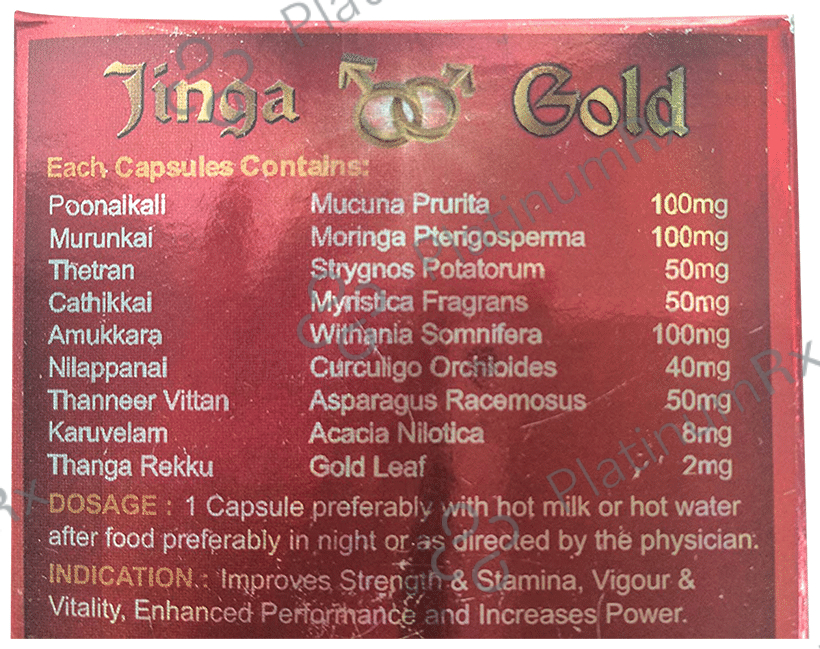 Jinga Gold
Each Capsules Contains:
Poonaikali Mucuna Prurita 100mg
Murunkai Moringa Pterigosperma 100mg
Thetran Strygnos Potatorum 50mg
Cathikkai Myristica Fragrans 50mg
Amukkara Withania Somnifera 100mg
Nilappanai Curculigo Orchioides 40mg
Thanneer Vittan Asparagus Racemosus 50mg
Karuvelam Acacia Nilotica 8mg
Thanga Rekku Gold Leaf 2mg
DOSAGE : 1 Capsule preferably with hot milk or hot water
after food preferably in night or as directed by the physician.
INDICATION : Improves Strength & Stamina, Vigour &
Vitality, Enhanced Performance and Increases Power.
PlatinumRx
PlatinumRx